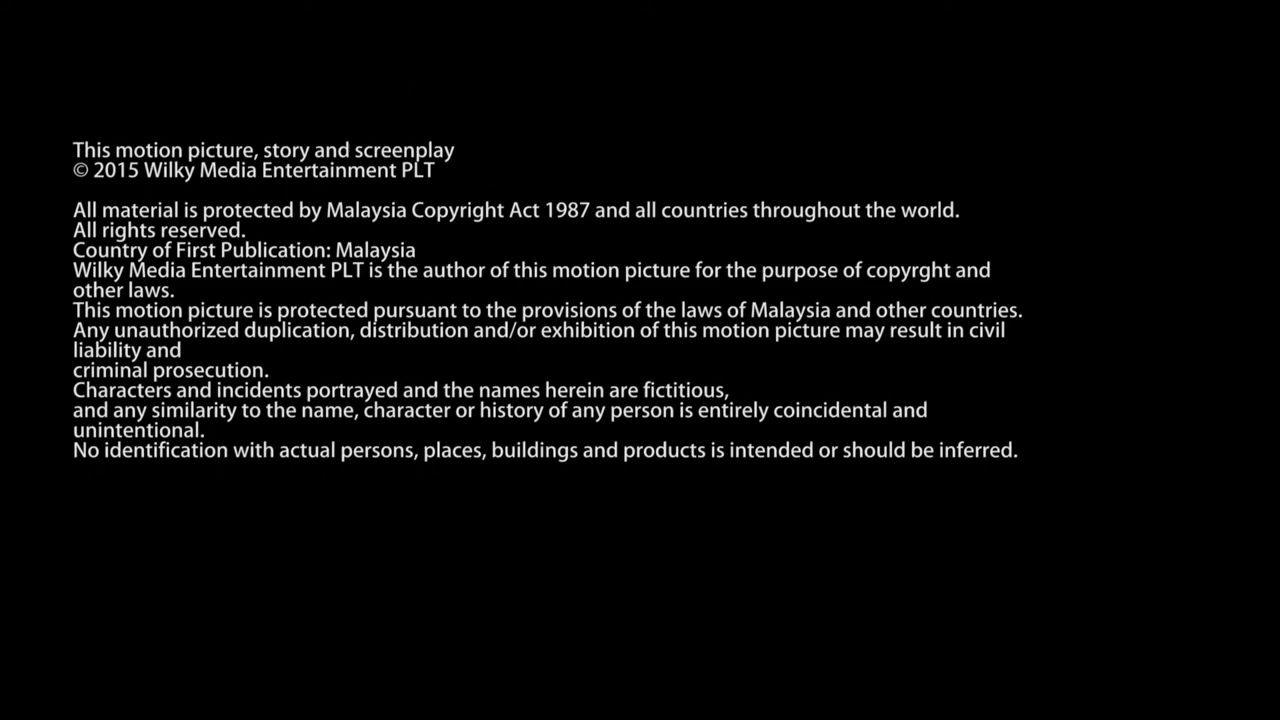 This motion picture, story and screenplay
© 2015 Wilky Media Entertainment PLT
All material is protected by Malaysia Copyright Act 1987 and all countries throughout the world.
All rights reserved.
Country of First Publication: Malaysia
Wilky Media Entertainment PLT is the author of this motion picture for the purpose of copyrght and
other laws.
This motion picture is protected pursuant to the provisions of the laws of Malaysia and other countries.
Any unauthorized duplication, distribution and/or exhibition of this motion picture may result in civil
liability and
criminal prosecution.
Characters and incidents portrayed and the names herein are fictitious,
and any similarity to the name, character or history of any person is entirely coincidental and
unintentional.
No identification with actual persons, places, buildings and products is intended or should be inferred.